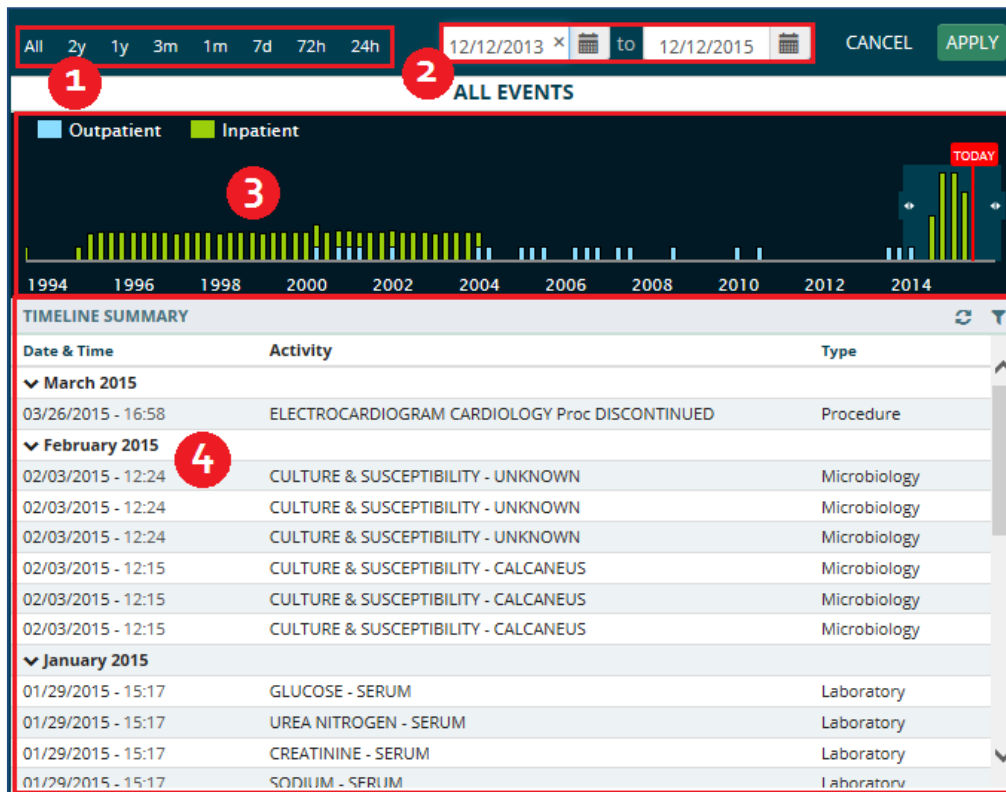 All 2y 1y 3m 1m 7d 72h 24h 12/12/2013 × to 12/12/2015 CANCEL APPLY
1 2
ALL EVENTS
Outpatient Inpatient
TODAY
3
1994 1996 1998 2000 2002 2004 2006 2008 2010 2012 2014
TIMELINE SUMMARY
Date & Time Activity Type
March 2015
03/26/2015 - 16:58 ELECTROCARDIOGRAM CARDIOLOGY Proc DISCONTINUED Procedure
February 2015
4
02/03/2015 - 12:24 CULTURE & SUSCEPTIBILITY - UNKNOWN Microbiology
02/03/2015 - 12:24 CULTURE & SUSCEPTIBILITY - UNKNOWN Microbiology
02/03/2015 - 12:24 CULTURE & SUSCEPTIBILITY - UNKNOWN Microbiology
02/03/2015 - 12:15 CULTURE & SUSCEPTIBILITY - CALCANEUS Microbiology
02/03/2015 - 12:15 CULTURE & SUSCEPTIBILITY - CALCANEUS Microbiology
02/03/2015 - 12:15 CULTURE & SUSCEPTIBILITY - CALCANEUS Microbiology
January 2015
01/29/2015 - 15:17 GLUCOSE - SERUM Laboratory
01/29/2015 - 15:17 UREA NITROGEN - SERUM Laboratory
01/29/2015 - 15:17 CREATININE - SERUM Laboratory
01/29/2015 - 15:17 SODIUM - SERUM Laboratory